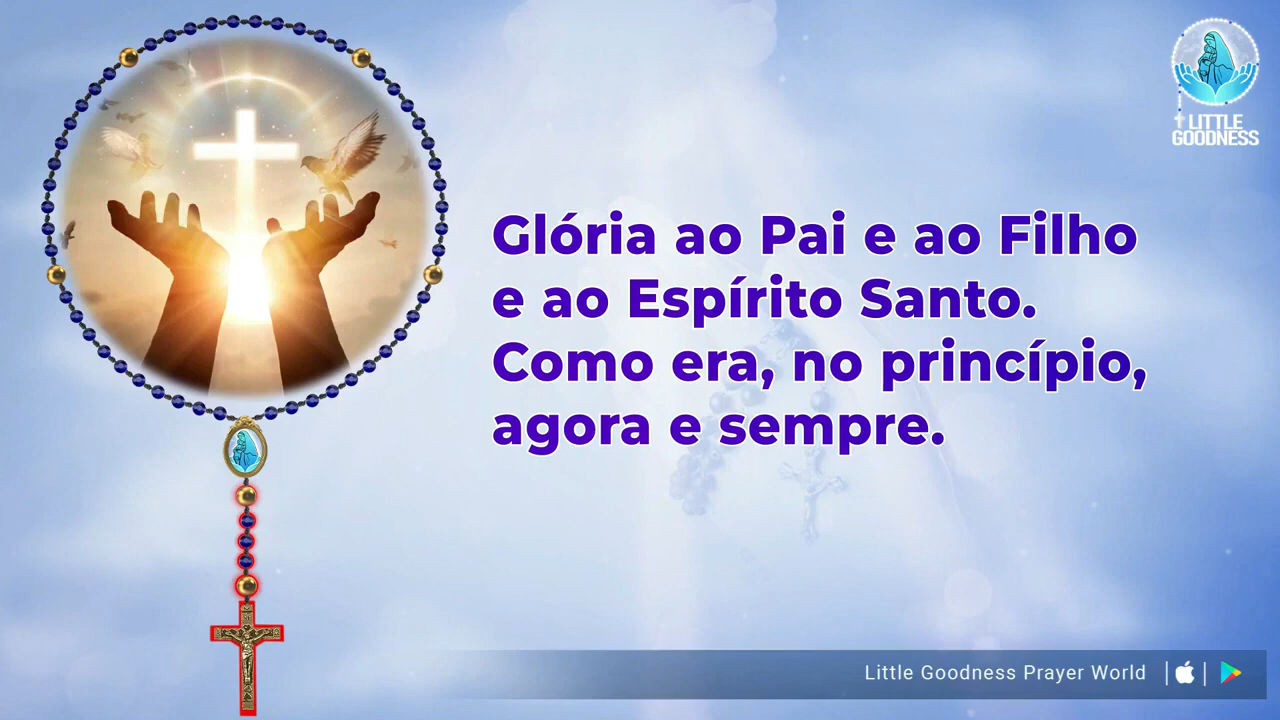 LITTLE
GOODNESS
Glória ao Pai e ao Filho
e ao Espírito Santo.
Como era, no princípio,
agora e sempre.
Little Goodness Prayer World